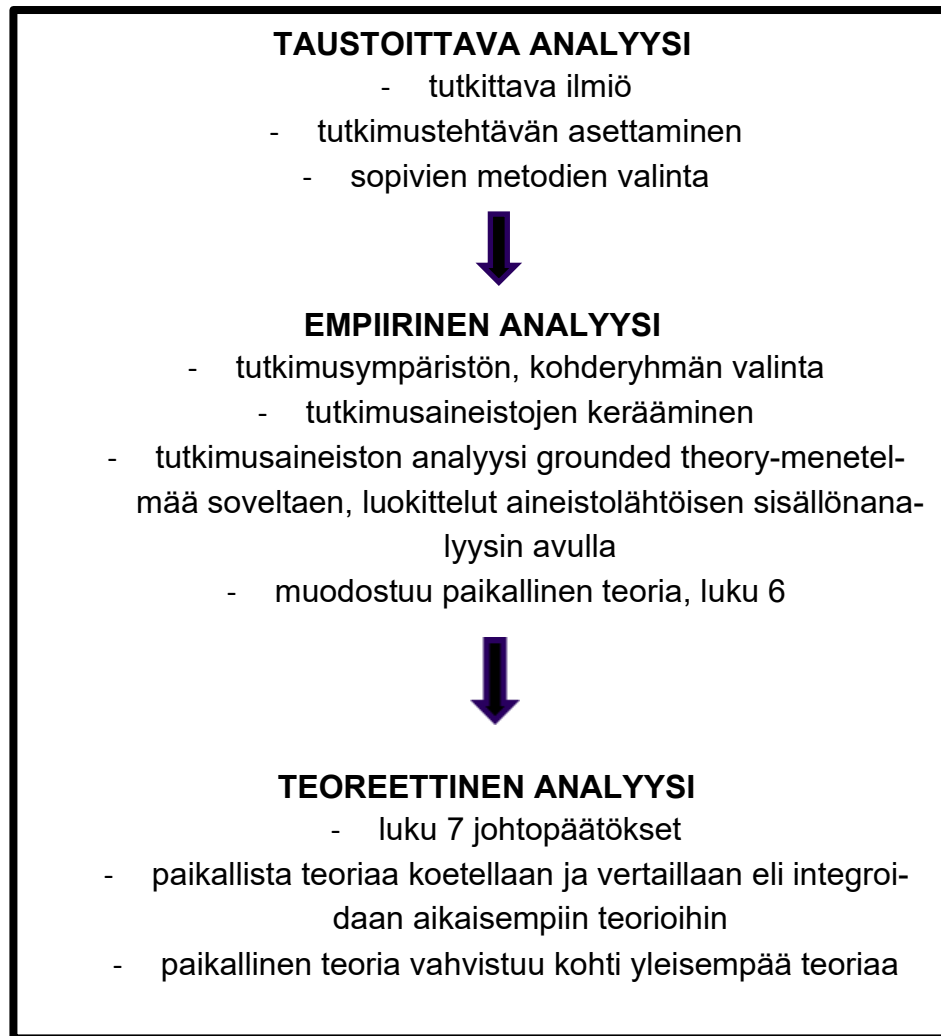 TAUSTOITTAVA ANALYYSI
- tutkittava ilmiö
- tutkimustehtävän asettaminen
- sopivien metodien valinta
EMPIIRINEN ANALYYSI
- tutkimusympäristön, kohderyhmän valinta
- tutkimusaineistojen kerääminen
- tutkimusaineiston analyysi grounded theory-menetel-
mää soveltaen, luokittelut aineistolähtöisen sisällönana-
lyysin avulla
- muodostuu paikallinen teoria, luku 6
TEOREETTINEN ANALYYSI
- luku 7 johtopäätökset
- paikallista teoriaa koetellaan ja vertaillaan eli integroi-
daan aikaisempiin teorioihin
- paikallinen teoria vahvistuu kohti yleisempää teoriaa